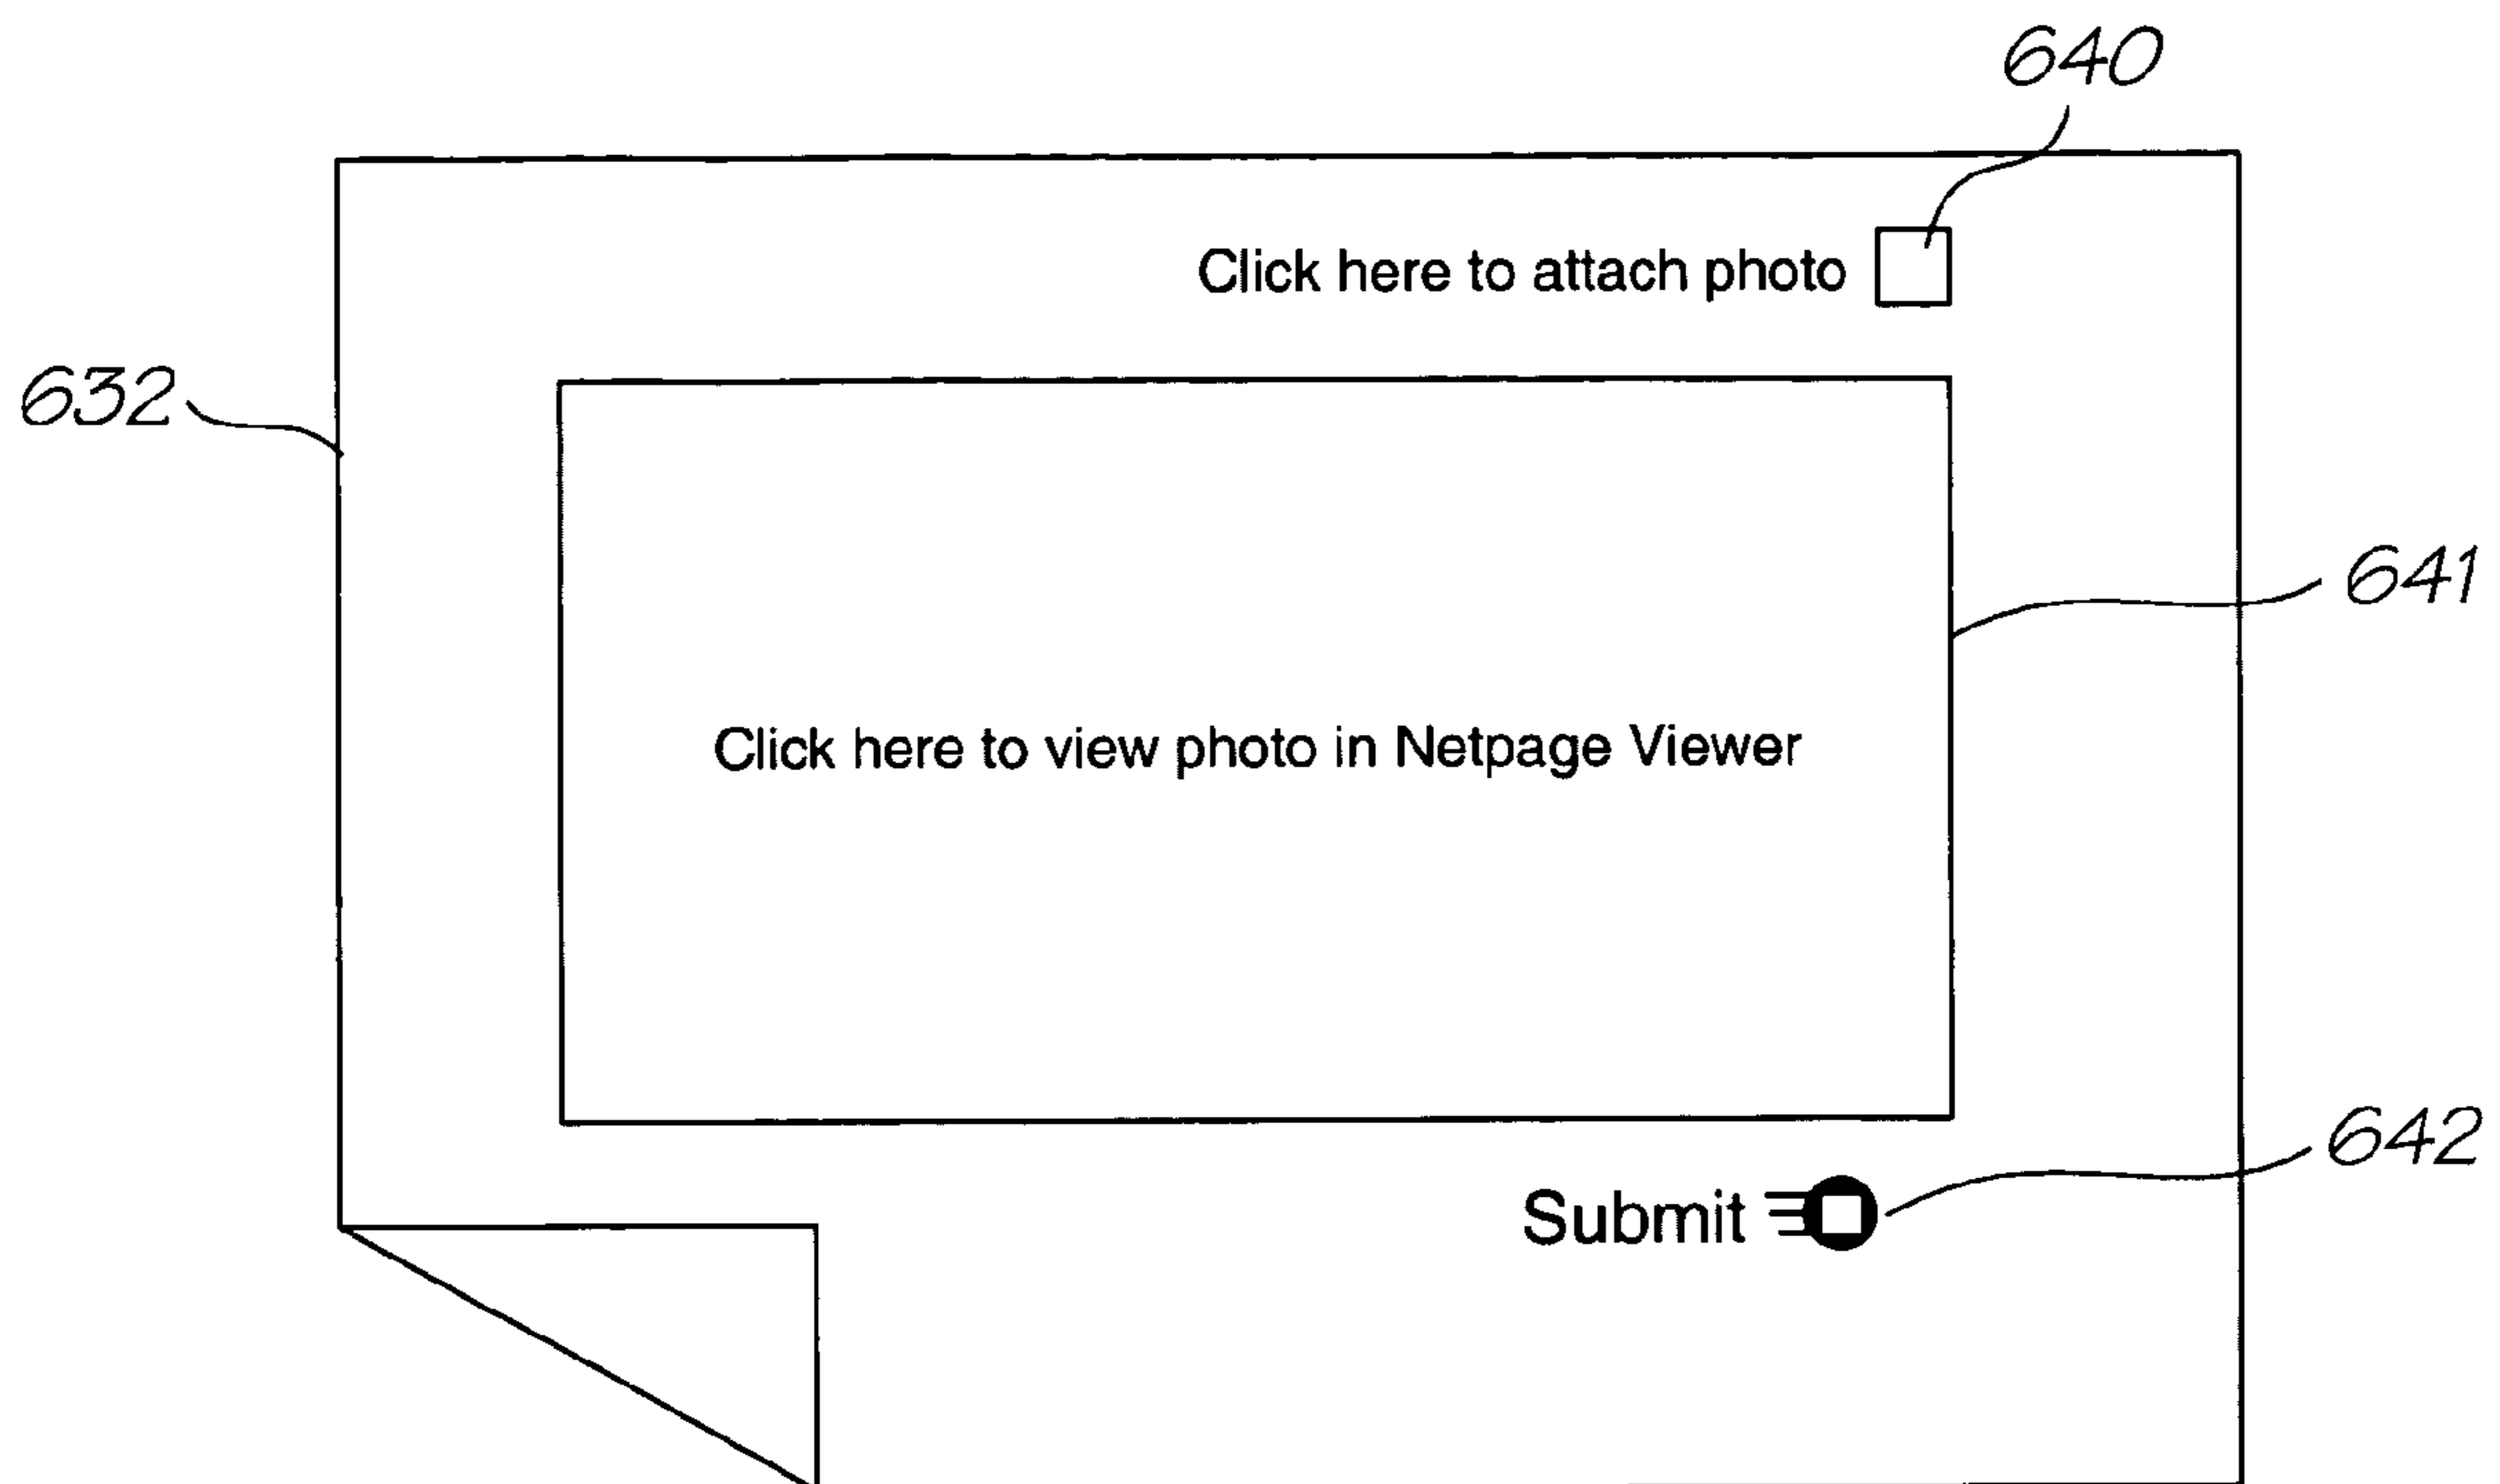 640
Click here to attach photo
632
641
Click here to view photo in Netpage Viewer
642
Submit